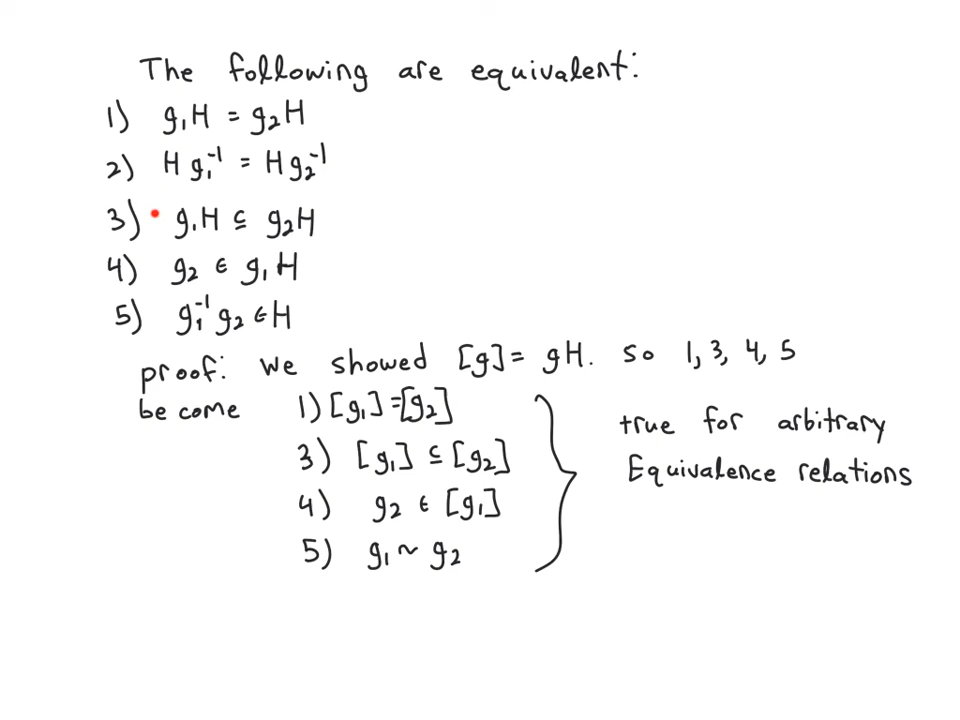 The following are equivalent:
1) g₁H = g₂H
2) Hg₁⁻¹ = Hg₂⁻¹
3) g₁H ⊆ g₂H
4) g₂ ∈ g₁H
5) g₁⁻¹g₂ ∈ H
proof: We showed [g] = gH. so 1, 3, 4, 5
become 1) [g₁] = [g₂]
3) [g₁] ⊆ [g₂]
4) g₂ ∈ [g₁]
5) g₁ ~ g₂
true for arbitrary
Equivalence relations